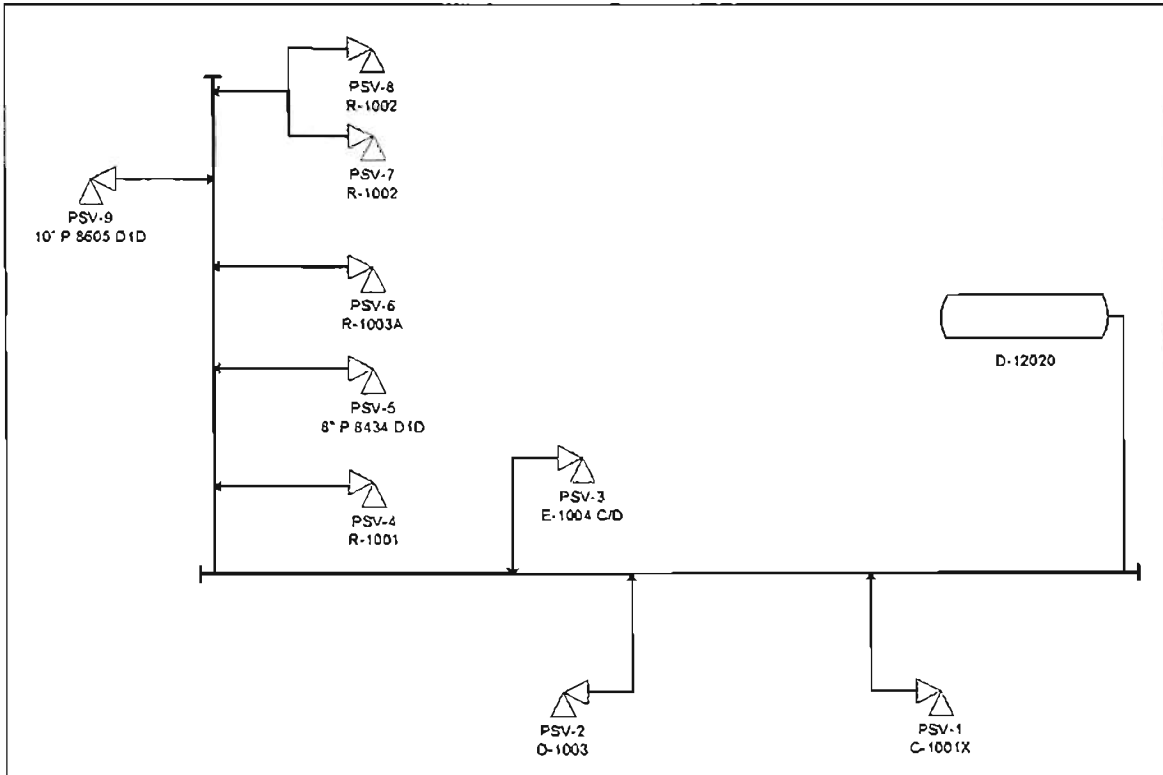 PSV-8
R-1002
PSV-7
R-1002
PSV-9
10" P 8605 D1D
PSV-6
R-1003A
D-12020
PSV-5
8" P 8434 D1D
PSV-3
E-1004 C/D
PSV-4
R-1001
PSV-2
D-1003
PSV-1
C-1001X